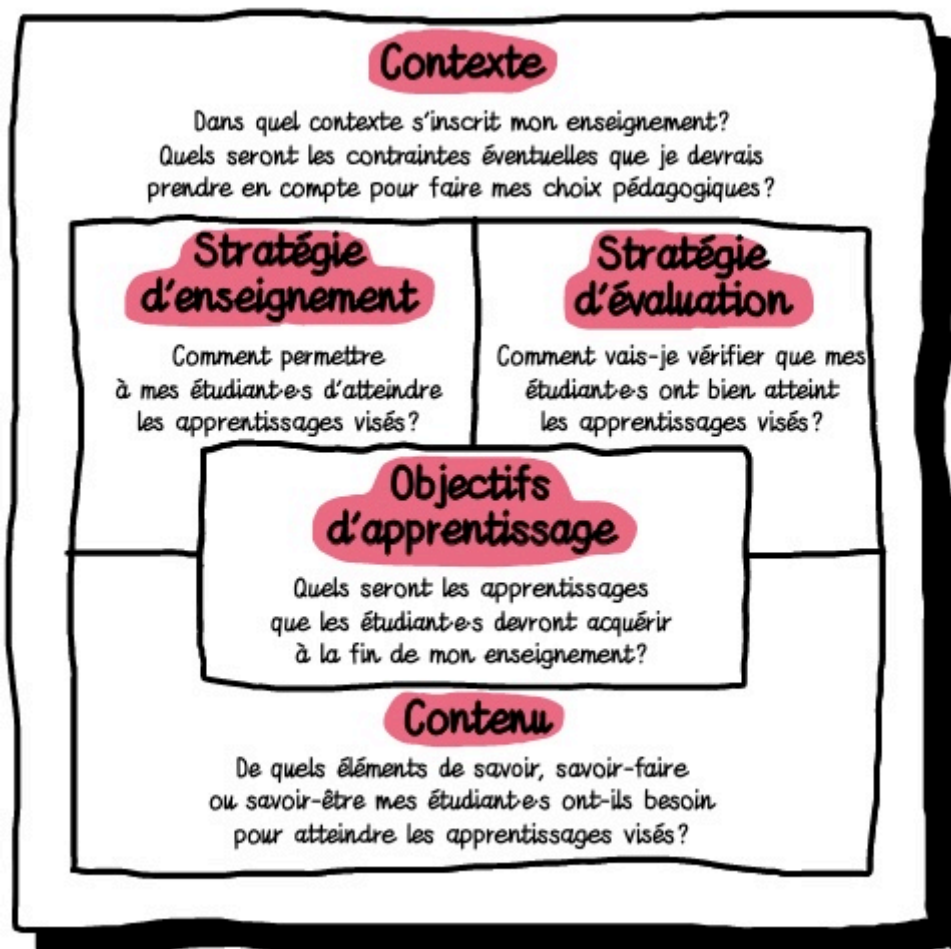 Contexte
Dans quel contexte s'inscrit mon enseignement?
Quels seront les contraintes éventuelles que je devrais
prendre en compte pour faire mes choix pédagogiques?
Stratégie
d'enseignement
Comment permettre
à mes étudiant·e·s d'atteindre
les apprentissages visés?
Stratégie
d'évaluation
Comment vais-je vérifier que mes
étudiant·e·s ont bien atteint
les apprentissages visés?
Objectifs
d'apprentissage
Quels seront les apprentissages
que les étudiant·e·s devront acquérir
à la fin de mon enseignement?
Contenu
De quels éléments de savoir, savoir-faire
ou savoir-être mes étudiant·e·s ont-ils besoin
pour atteindre les apprentissages visés?